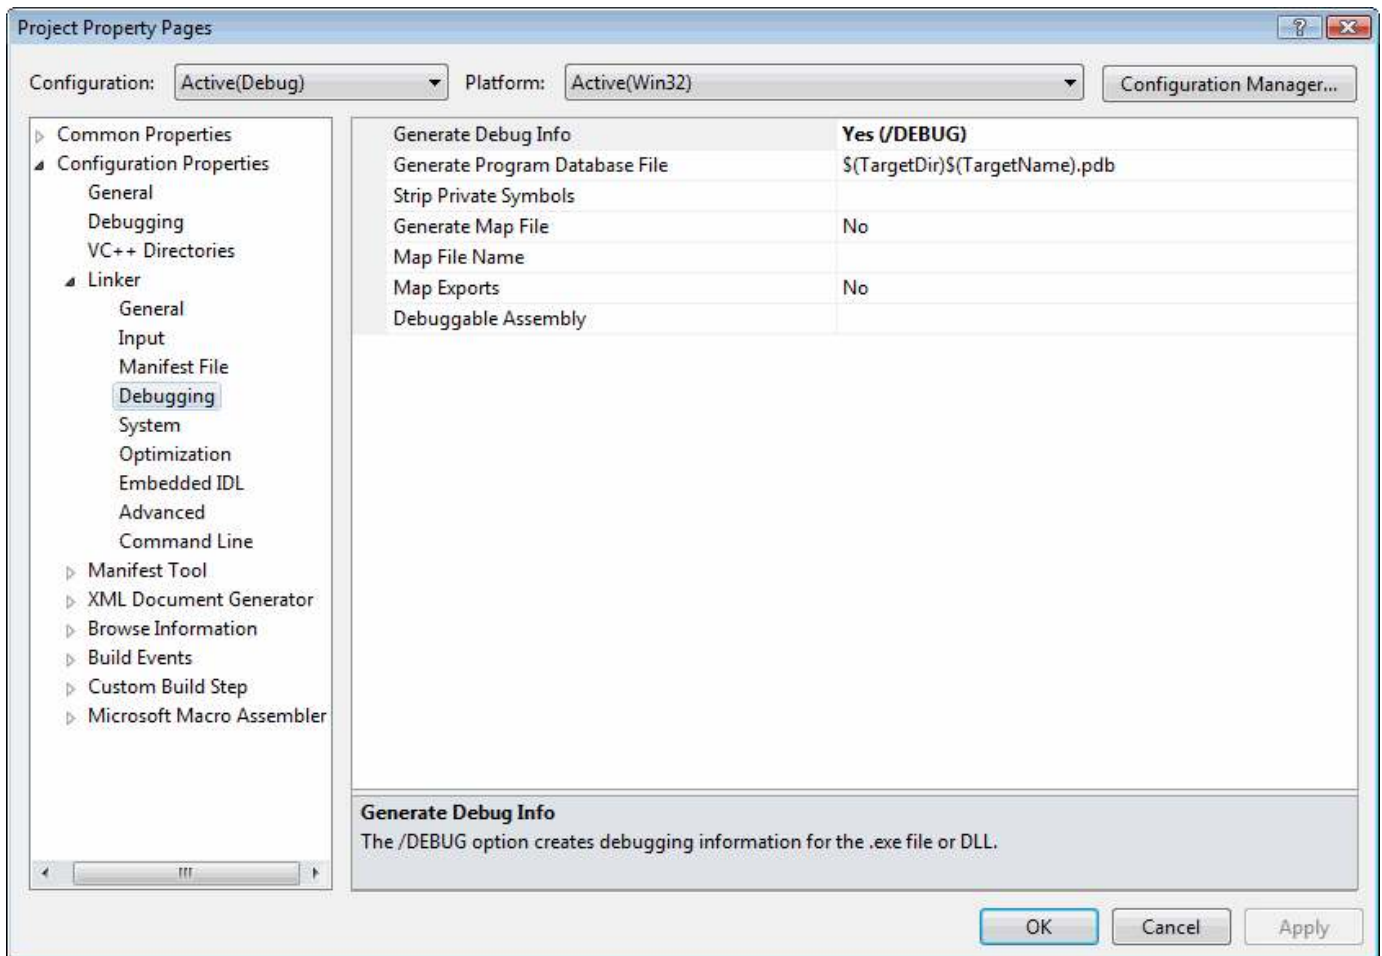 Project Property Pages
Configuration: Active(Debug) Platform: Active(Win32) Configuration Manager...
Common Properties
Configuration Properties
General
Debugging
VC++ Directories
Linker
General
Input
Manifest File
Debugging
System
Optimization
Embedded IDL
Advanced
Command Line
Manifest Tool
XML Document Generator
Browse Information
Build Events
Custom Build Step
Microsoft Macro Assembler
Generate Debug Info Yes (/DEBUG)
Generate Program Database File $(TargetDir)$(TargetName).pdb
Strip Private Symbols
Generate Map File No
Map File Name
Map Exports No
Debuggable Assembly
Generate Debug Info
The /DEBUG option creates debugging information for the .exe file or DLL.
OK Cancel Apply